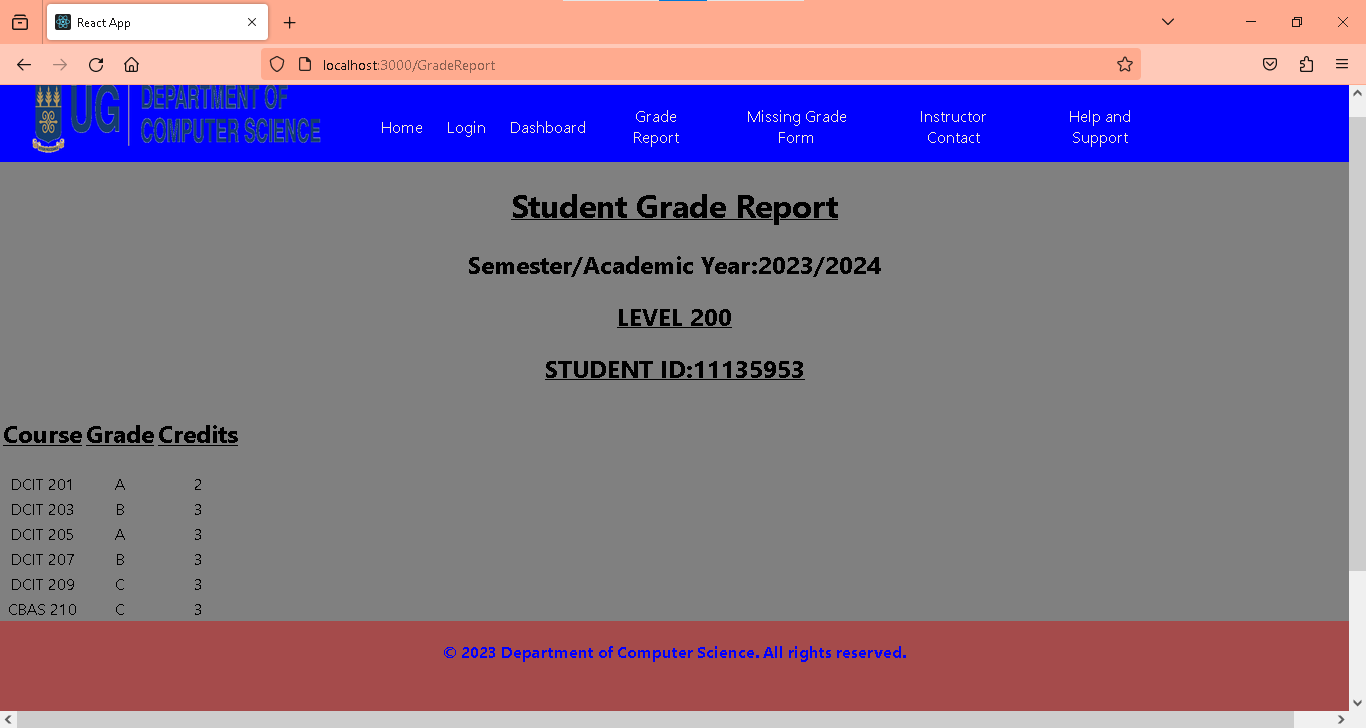 React App
localhost:3000/GradeReport
UG DEPARTMENT OF
COMPUTER SCIENCE
Home Login Dashboard Grade Report Missing Grade Form Instructor Contact Help and Support
Student Grade Report
Semester/Academic Year:2023/2024
LEVEL 200
STUDENT ID:11135953
Course Grade Credits
DCIT 201 A 2
DCIT 203 B 3
DCIT 205 A 3
DCIT 207 B 3
DCIT 209 C 3
CBAS 210 C 3
© 2023 Department of Computer Science. All rights reserved.